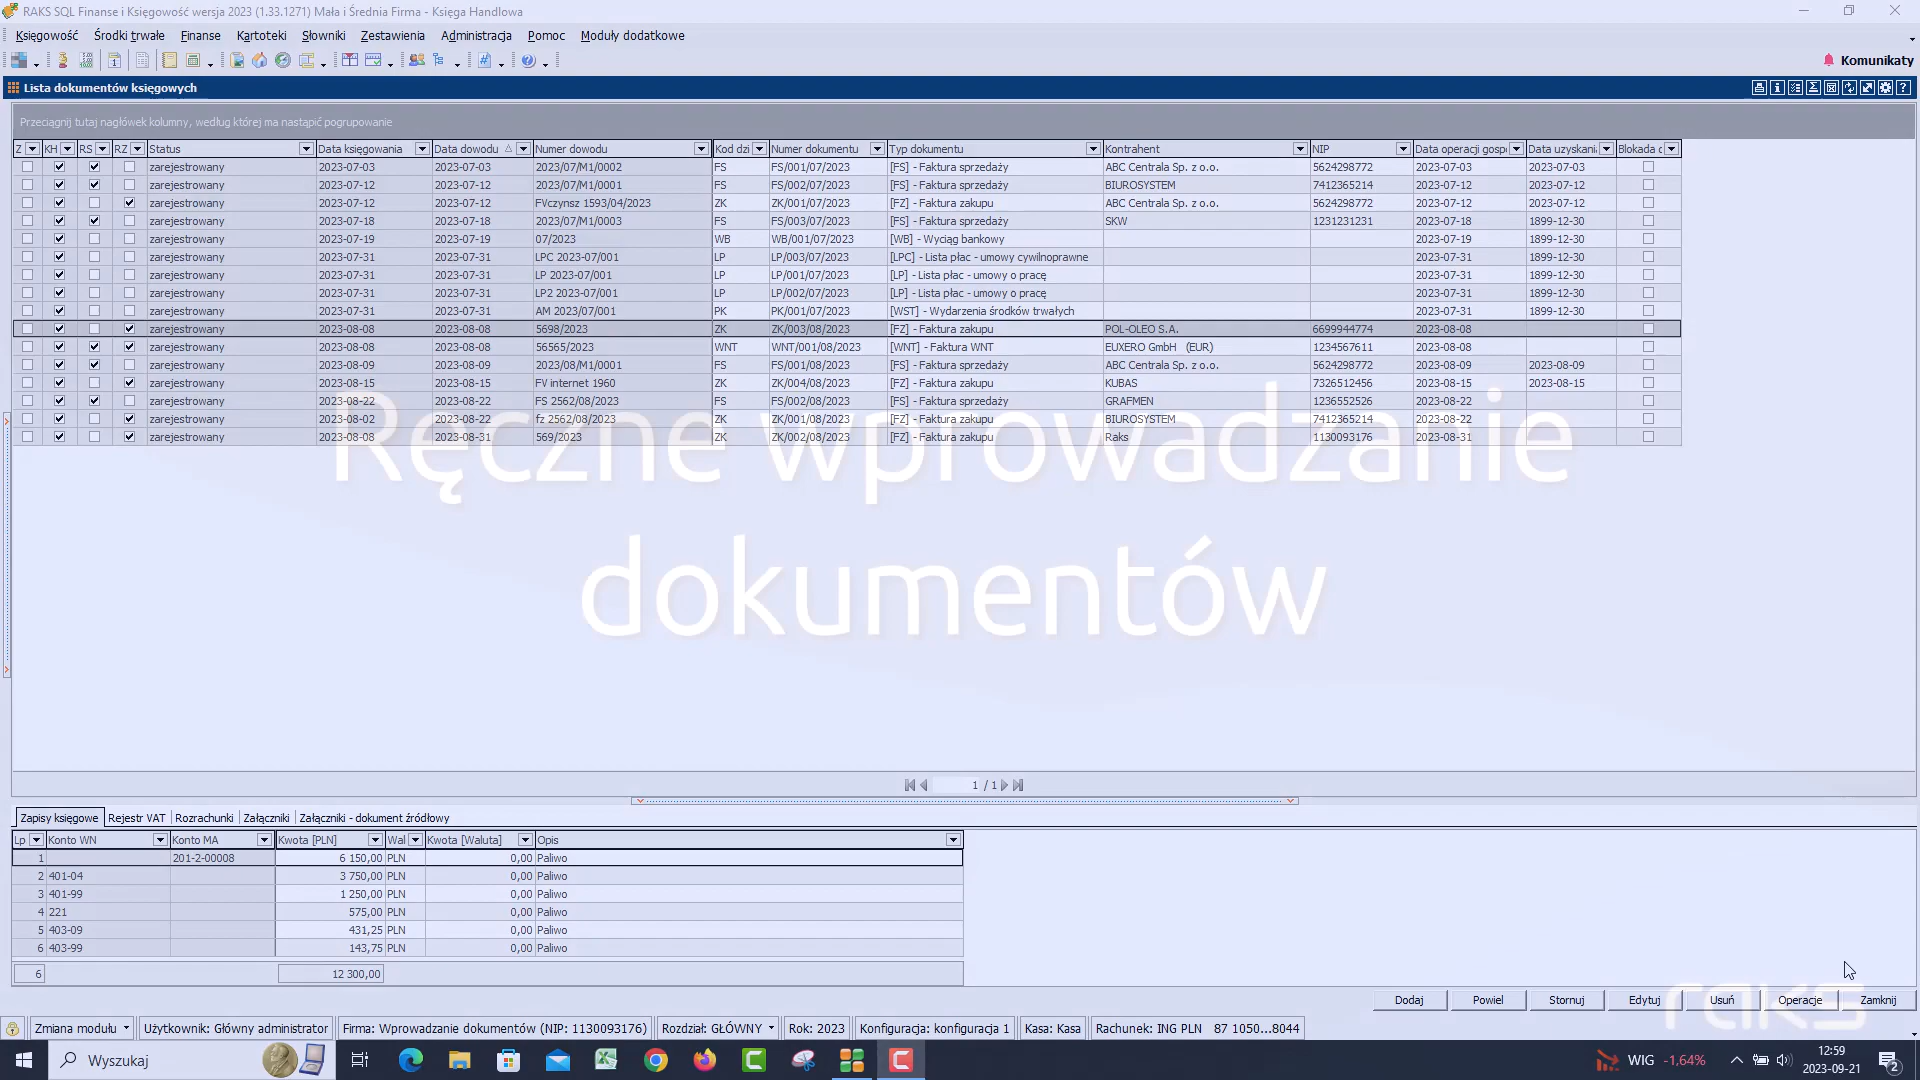 RAKS SQL Finanse i Księgowość wersja 2023 (1.33.1271) Mała i Średnia Firma - Księga Handlowa
Księgowość Środki trwałe Finanse Kartoteki Słowniki Zestawienia Administracja Pomoc Moduły dodatkowe
Komunikaty
Lista dokumentów księgowych
Przeciągnij tutaj nagłówek kolumny, według której ma nastąpić pogrupowanie
Z KH RS RZ Status Data księgowania Data dowodu Numer dowodu Kod dzi Numer dokumentu Typ dokumentu Kontrahent NIP Data operacji gosp Data uzyskani Blokada
zarejestrowany 2023-07-03 2023-07-03 2023/07/M1/0002 FS FS/001/07/2023 [FS] - Faktura sprzedaży ABC Centrala Sp. z o.o. 5624298772 2023-07-03 2023-07-03
zarejestrowany 2023-07-12 2023-07-12 2023/07/M1/0001 FS FS/002/07/2023 [FS] - Faktura sprzedaży BIUROSYSTEM 7412365214 2023-07-12 2023-07-12
zarejestrowany 2023-07-12 2023-07-12 FVczynsz 1593/04/2023 ZK ZK/001/07/2023 [FZ] - Faktura zakupu ABC Centrala Sp. z o.o. 5624298772 2023-07-12 2023-07-12
zarejestrowany 2023-07-18 2023-07-18 2023/07/M1/0003 FS FS/003/07/2023 [FS] - Faktura sprzedaży SKW 1231231231 2023-07-18 1899-12-30
zarejestrowany 2023-07-19 2023-07-19 07/2023 WB WB/001/07/2023 [WB] - Wyciąg bankowy 2023-07-19 1899-12-30
zarejestrowany 2023-07-31 2023-07-31 LPC 2023-07/001 LP LP/003/07/2023 [LPC] - Lista płac - umowy cywilnoprawne 2023-07-31 1899-12-30
zarejestrowany 2023-07-31 2023-07-31 LP 2023-07/001 LP LP/001/07/2023 [LP] - Lista płac - umowy o pracę 2023-07-31 1899-12-30
zarejestrowany 2023-07-31 2023-07-31 LP2 2023-07/001 LP LP/002/07/2023 [LP] - Lista płac - umowy o pracę 2023-07-31 1899-12-30
zarejestrowany 2023-07-31 2023-07-31 AM 2023/07/001 PK PK/001/07/2023 [WST] - Wydarzenia środków trwałych 2023-07-31 1899-12-30
zarejestrowany 2023-08-08 2023-08-08 5698/2023 ZK ZK/003/08/2023 [FZ] - Faktura zakupu POL-OLEO S.A. 6699944774 2023-08-08
zarejestrowany 2023-08-08 2023-08-08 56565/2023 WNT WNT/001/08/2023 [WNT] - Faktura WNT EUXERO GmbH (EUR) 1234567611 2023-08-08
zarejestrowany 2023-08-09 2023-08-09 2023/08/M1/0001 FS FS/001/08/2023 [FS] - Faktura sprzedaży ABC Centrala Sp. z o.o. 5624298772 2023-08-09 2023-08-09
zarejestrowany 2023-08-15 2023-08-15 FV internet 1960 ZK ZK/004/08/2023 [FZ] - Faktura zakupu KUBAS 7326512456 2023-08-15 2023-08-15
zarejestrowany 2023-08-22 2023-08-22 FS 2562/08/2023 FS FS/002/08/2023 [FS] - Faktura sprzedaży GRAFMEN 1236552526 2023-08-22
zarejestrowany 2023-08-02 2023-08-22 fz 2562/08/2023 ZK ZK/001/08/2023 [FZ] - Faktura zakupu BIUROSYSTEM 7412365214 2023-08-22
zarejestrowany 2023-08-08 2023-08-31 569/2023 ZK ZK/002/08/2023 [FZ] - Faktura zakupu Raks 1130093176 2023-08-31
Ręczne wprowadzanie
dokumentów
1 / 1
Zapisy księgowe Rejestr VAT Rozrachunki Załączniki Załączniki - dokument źródłowy
Lp Konto WN Konto MA Kwota [PLN] Wal Kwota [Waluta] Opis
1 201-2-00008 6 150,00 PLN 0,00 Paliwo
2 401-04 3 750,00 PLN 0,00 Paliwo
3 401-99 1 250,00 PLN 0,00 Paliwo
4 221 575,00 PLN 0,00 Paliwo
5 403-09 431,25 PLN 0,00 Paliwo
6 403-99 143,75 PLN 0,00 Paliwo
6 12 300,00
Dodaj Powiel Stornuj Edytuj Usuń Operacje Zamknij
raks
Zmiana modułu Użytkownik: Główny administrator Firma: Wprowadzanie dokumentów (NIP: 1130093176) Rozdział: GŁÓWNY Rok: 2023 Konfiguracja: konfiguracja 1 Kasa: Kasa Rachunek: ING PLN 87 1050...8044
Wyszukaj
WIG -1,64%
12:59
2023-09-21
2